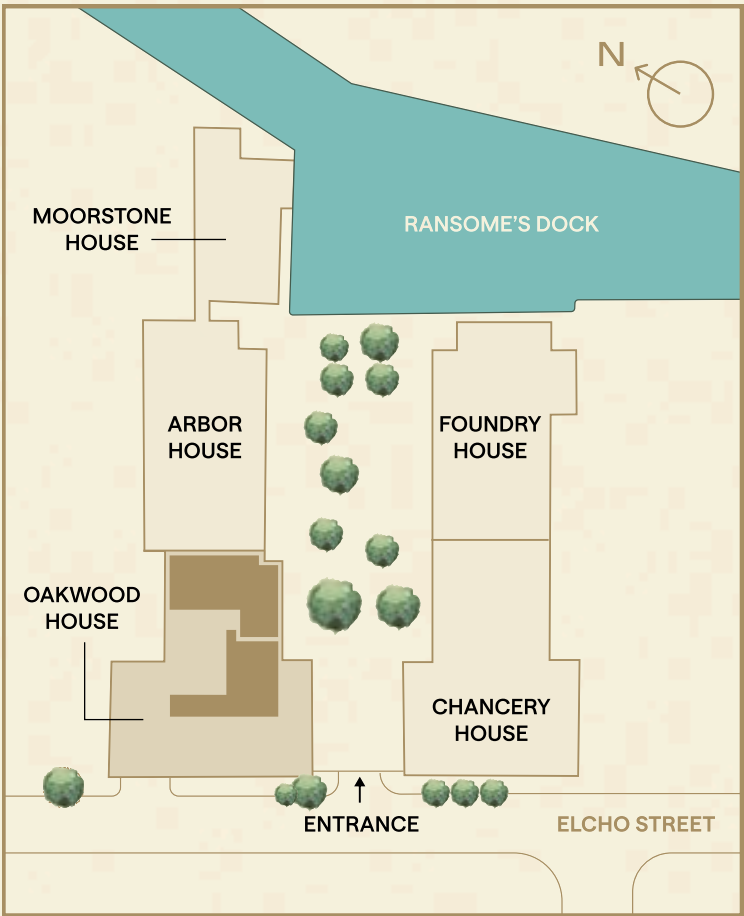 N
MOORSTONE
HOUSE
RANSOME'S DOCK
ARBOR
HOUSE
FOUNDRY
HOUSE
OAKWOOD
HOUSE
CHANCERY
HOUSE
ENTRANCE
ELCHO STREET